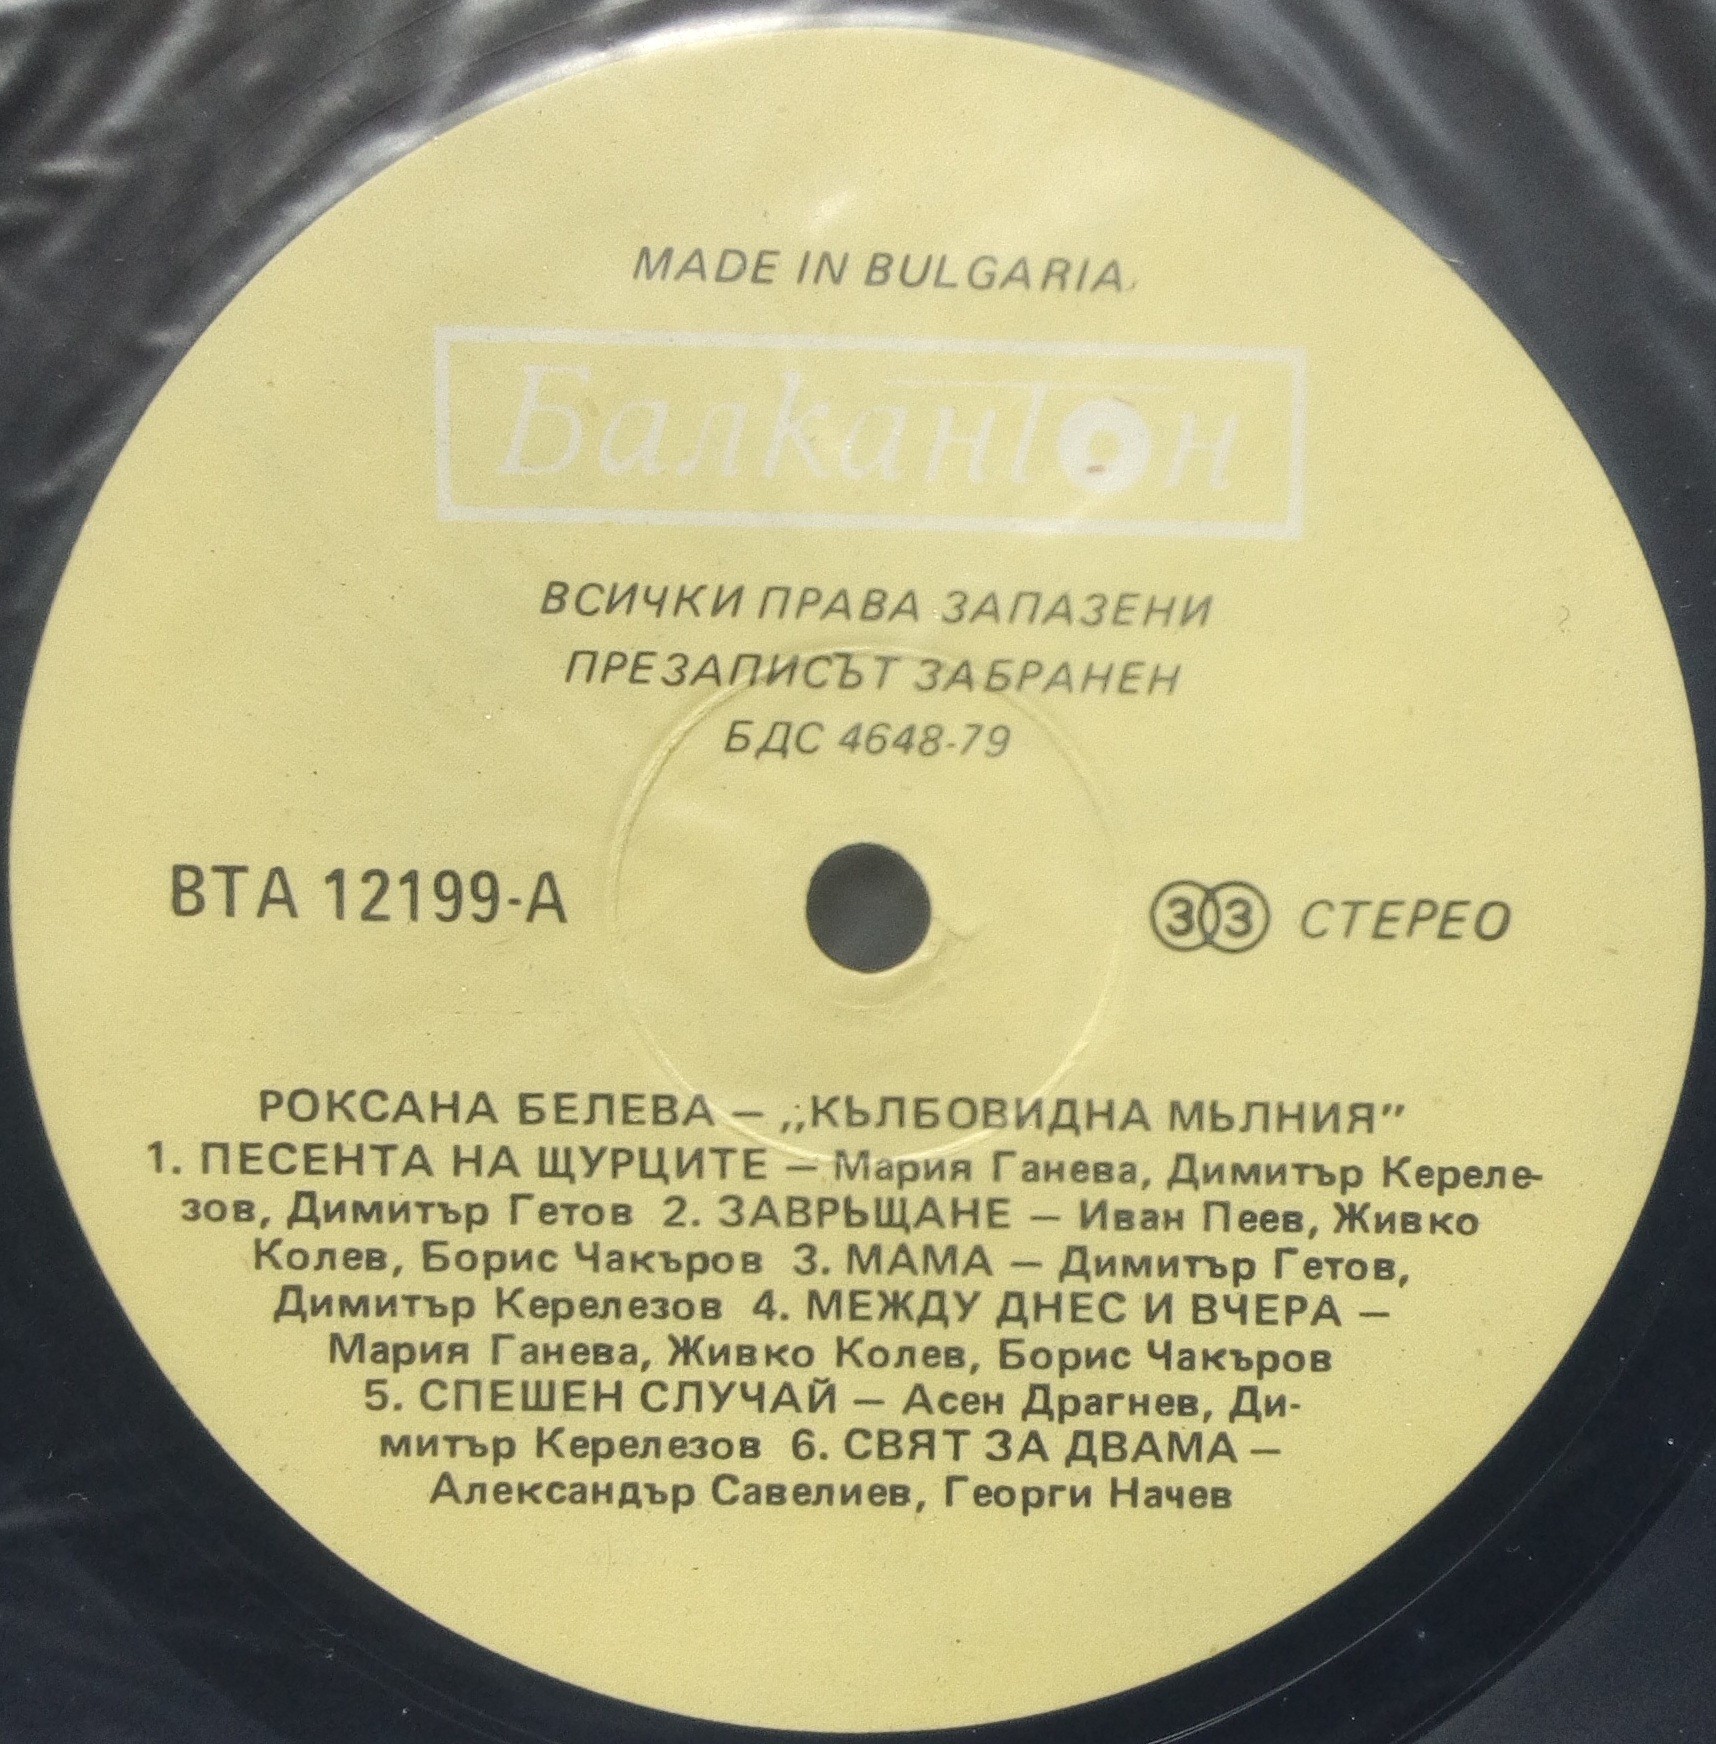 MADE IN BULGARIA
Балкантон
ВСИЧКИ ПРАВА ЗАПАЗЕНИ
ПРЕЗАПИСЪТ ЗАБРАНЕН
БДС 4648-79
ВТА 12199-А
33 СТЕРЕО
РОКСАНА БЕЛЕВА – „КЪЛБОВИДНА МЪЛНИЯ”
1. ПЕСЕНТА НА ЩУРЦИТЕ – Мария Ганева, Димитър Береле-
зов, Димитър Гетов 2. ЗАВРЪЩАНЕ – Иван Пеев, Живко
Колев, Борис Чакъров 3. МАМА – Димитър Гетов,
Димитър Керелезов 4. МЕЖДУ ДНЕС И ВЧЕРА –
Мария Ганева, Живко Колев, Борис Чакъров
5. СПЕШЕН СЛУЧАЙ – Асен Драгнев, Ди-
митър Керелезов 6. СВЯТ ЗА ДВАМА –
Александър Савелиев, Георги Начев